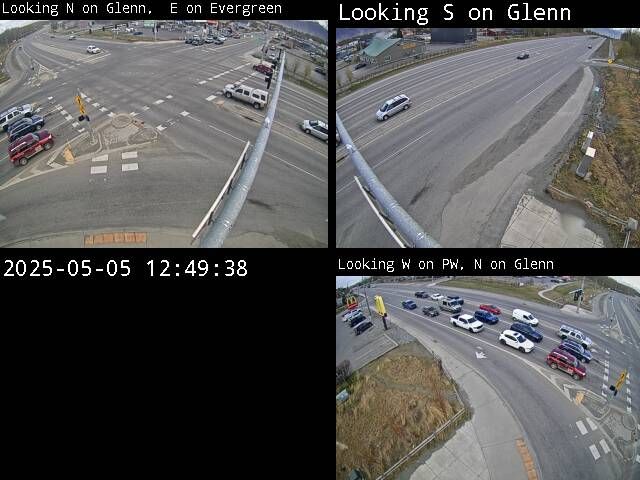 Looking N on Glenn,  E on Evergreen
Looking S on Glenn
2025-05-05 12:49:38
Looking W on PW, N on Glenn